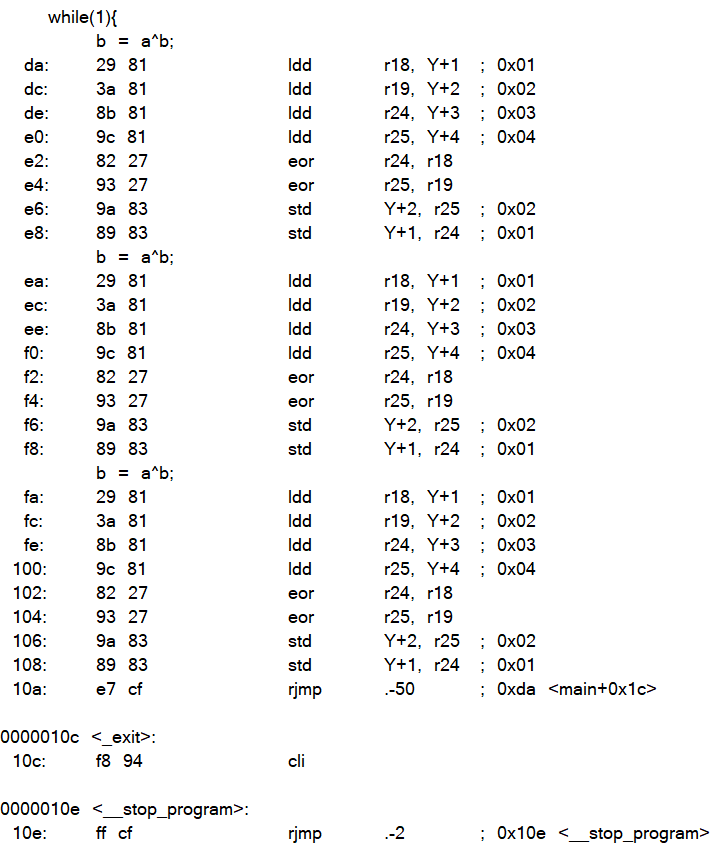 while(1){
b = a^b;
da: 29 81 ldd r18, Y+1 ; 0x01
dc: 3a 81 ldd r19, Y+2 ; 0x02
de: 8b 81 ldd r24, Y+3 ; 0x03
e0: 9c 81 ldd r25, Y+4 ; 0x04
e2: 82 27 eor r24, r18
e4: 93 27 eor r25, r19
e6: 9a 83 std Y+2, r25 ; 0x02
e8: 89 83 std Y+1, r24 ; 0x01
b = a^b;
ea: 29 81 ldd r18, Y+1 ; 0x01
ec: 3a 81 ldd r19, Y+2 ; 0x02
ee: 8b 81 ldd r24, Y+3 ; 0x03
f0: 9c 81 ldd r25, Y+4 ; 0x04
f2: 82 27 eor r24, r18
f4: 93 27 eor r25, r19
f6: 9a 83 std Y+2, r25 ; 0x02
f8: 89 83 std Y+1, r24 ; 0x01
b = a^b;
fa: 29 81 ldd r18, Y+1 ; 0x01
fc: 3a 81 ldd r19, Y+2 ; 0x02
fe: 8b 81 ldd r24, Y+3 ; 0x03
100: 9c 81 ldd r25, Y+4 ; 0x04
102: 82 27 eor r24, r18
104: 93 27 eor r25, r19
106: 9a 83 std Y+2, r25 ; 0x02
108: 89 83 std Y+1, r24 ; 0x01
10a: e7 cf rjmp .-50 ; 0xda <main+0x1c>
0000010c <_exit>:
10c: f8 94 cli
0000010e <__stop_program>:
10e: ff cf rjmp .-2 ; 0x10e <__stop_program>